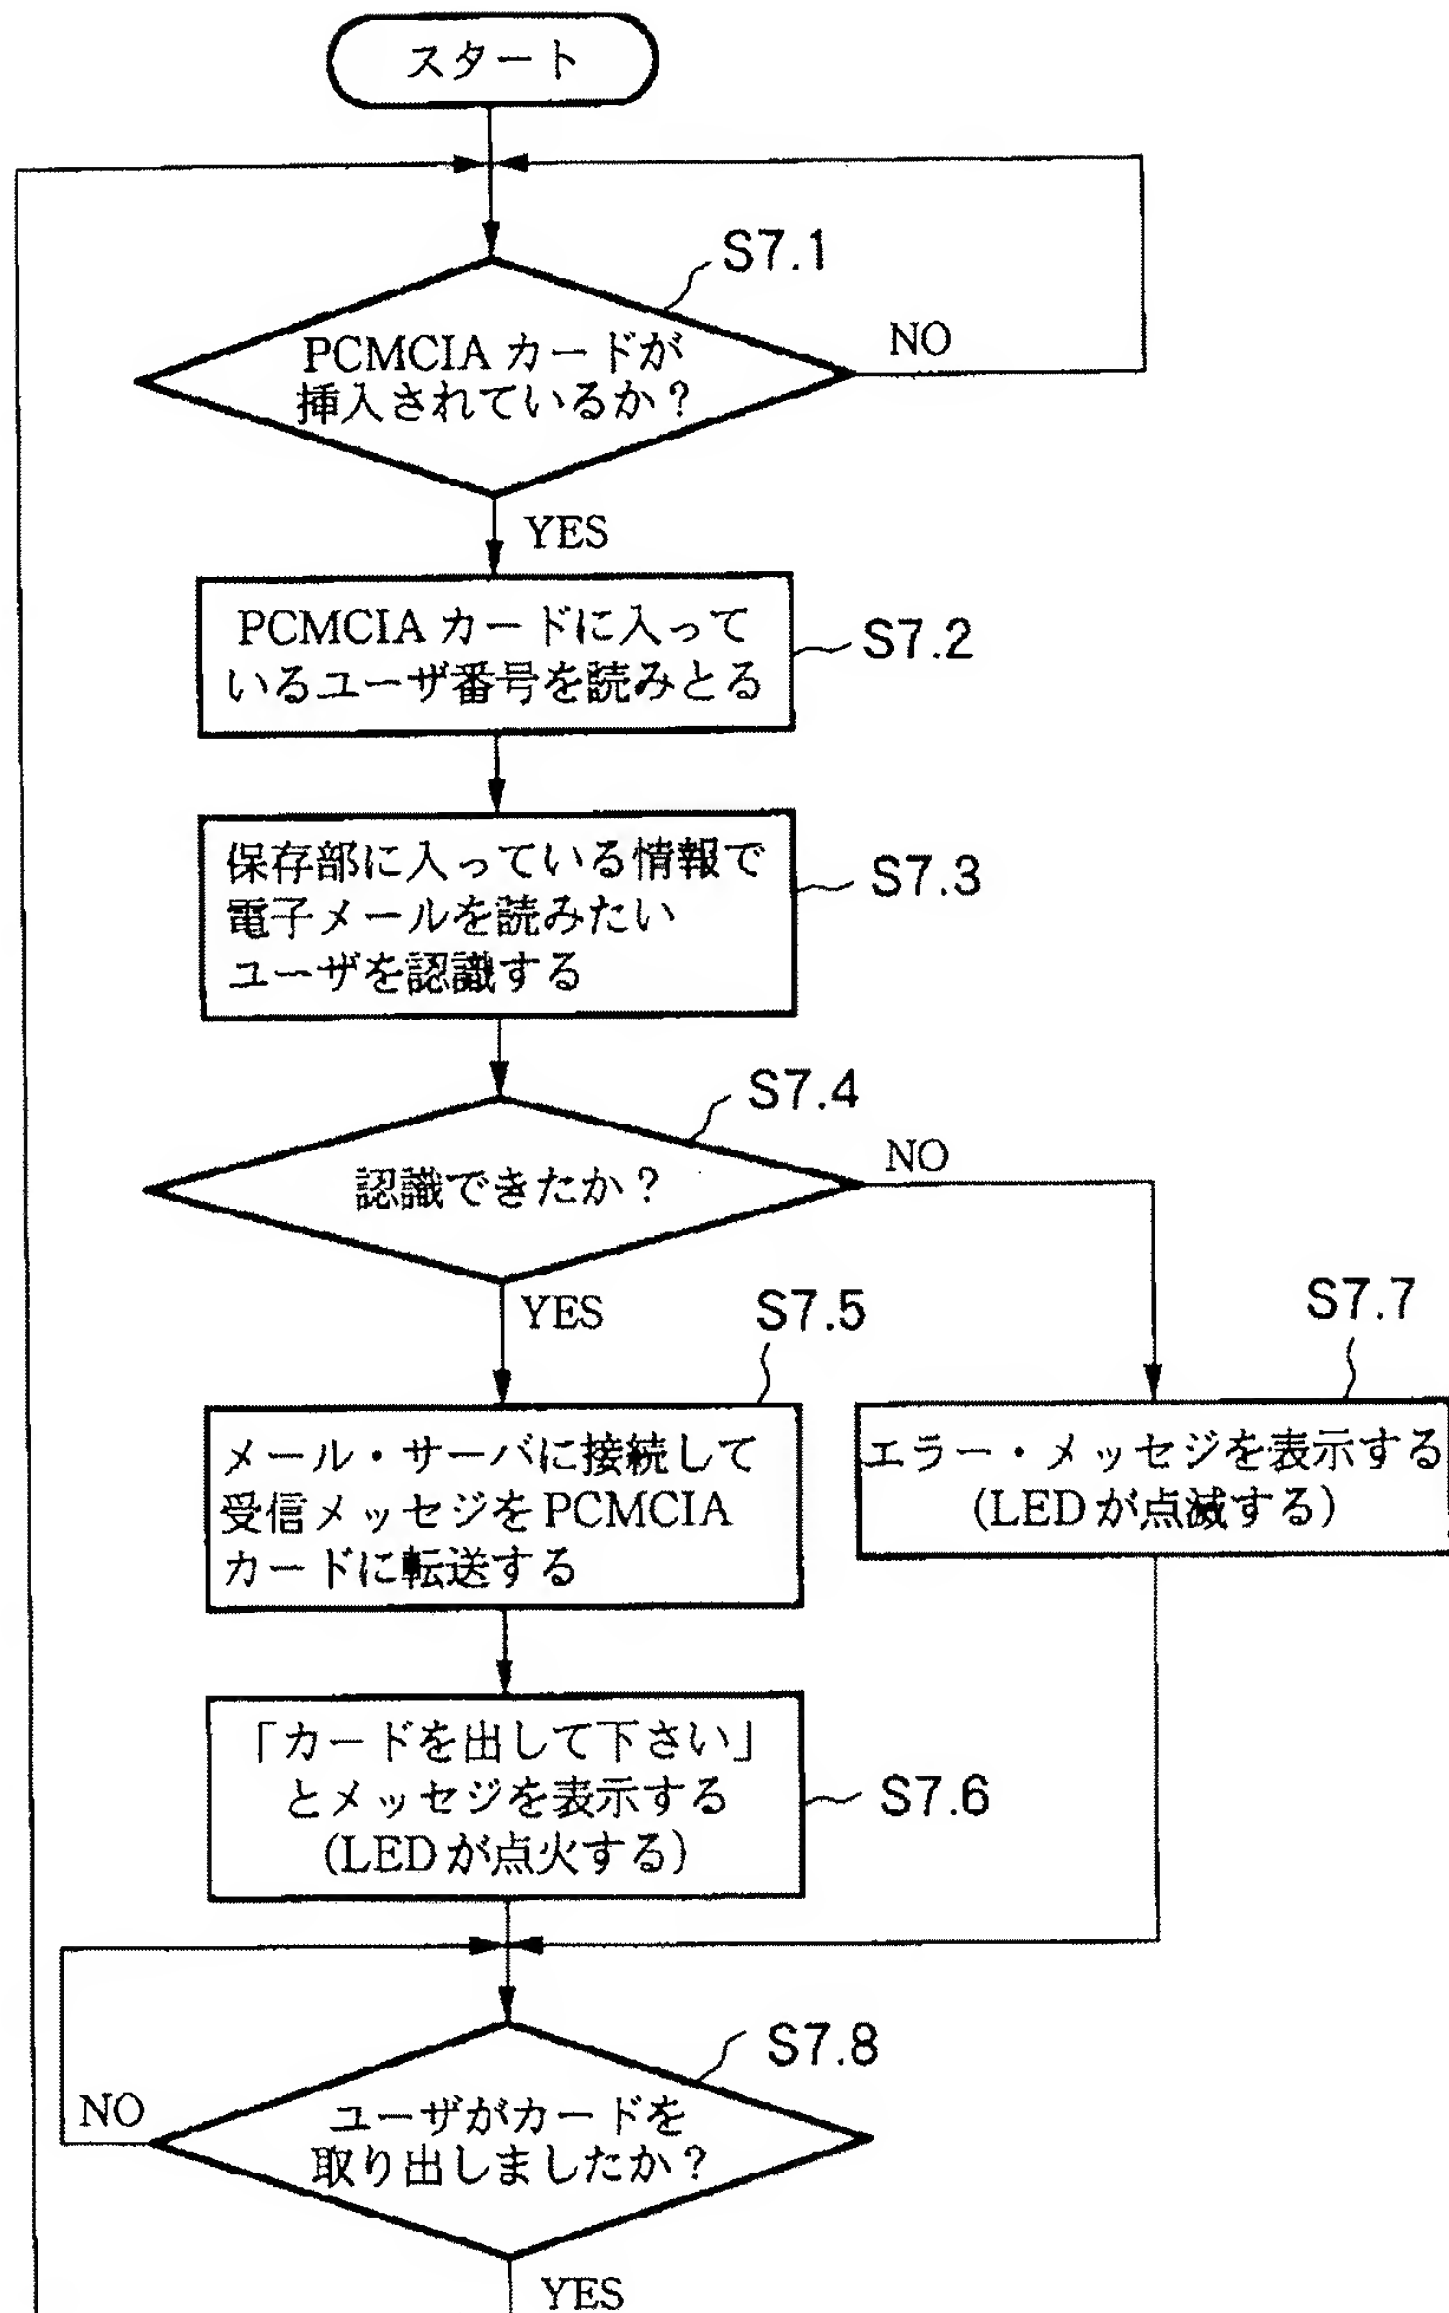 スタート
S7.1
PCMCIA カードが
挿入されているか？
NO
YES
PCMCIA カードに入って
いるユーザ番号を読みとる
S7.2
保存部に入っている情報で
電子メールを読みたい
ユーザを認識する
S7.3
S7.4
認識できたか？
NO
YES
S7.5
メール・サーバに接続して
受信メッセジをPCMCIA
カードに転送する
S7.7
エラー・メッセジを表示する
(LEDが点滅する)
「カードを出して下さい」
とメッセジを表示する
(LEDが点火する)
S7.6
S7.8
ユーザがカードを
取り出しましたか？
NO
YES